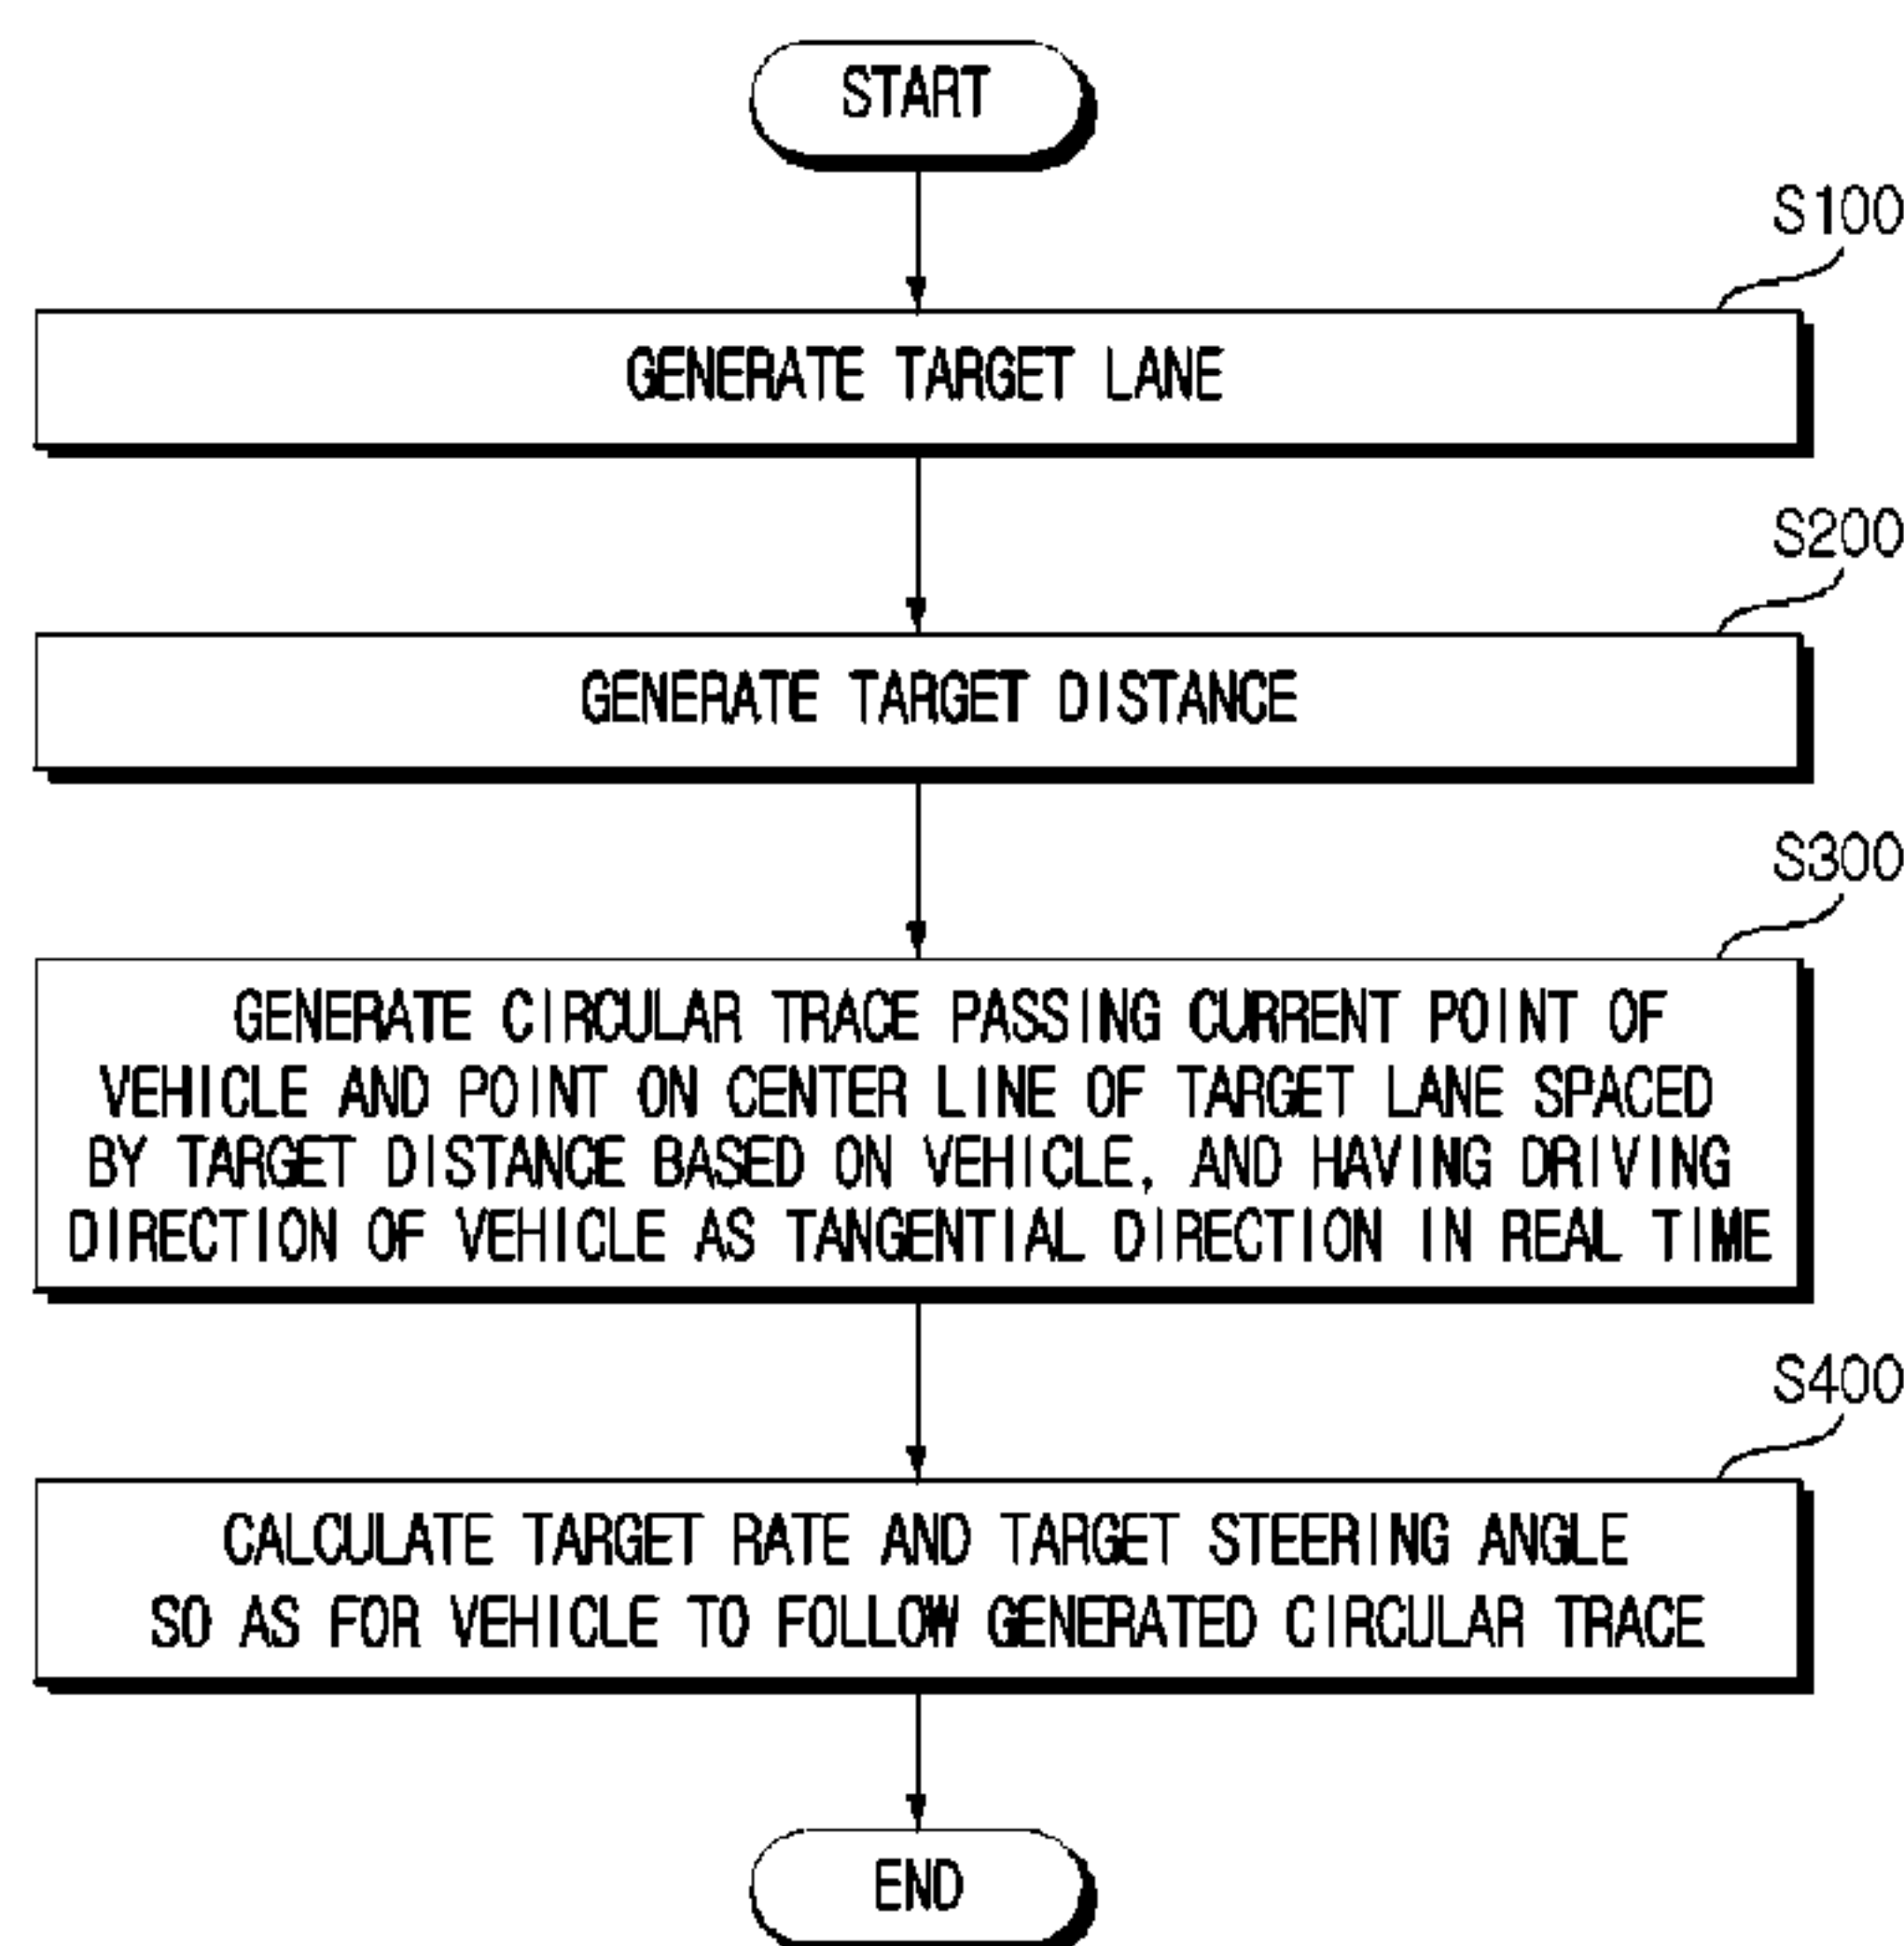 START
S100
GENERATE TARGET LANE
S200
GENERATE TARGET DISTANCE
S300
GENERATE CIRCULAR TRACE PASSING CURRENT POINT OF
VEHICLE AND POINT ON CENTER LINE OF TARGET LANE SPACED
BY TARGET DISTANCE BASED ON VEHICLE, AND HAVING DRIVING
DIRECTION OF VEHICLE AS TANGENTIAL DIRECTION IN REAL TIME
S400
CALCULATE TARGET RATE AND TARGET STEERING ANGLE
SO AS FOR VEHICLE TO FOLLOW GENERATED CIRCULAR TRACE
END